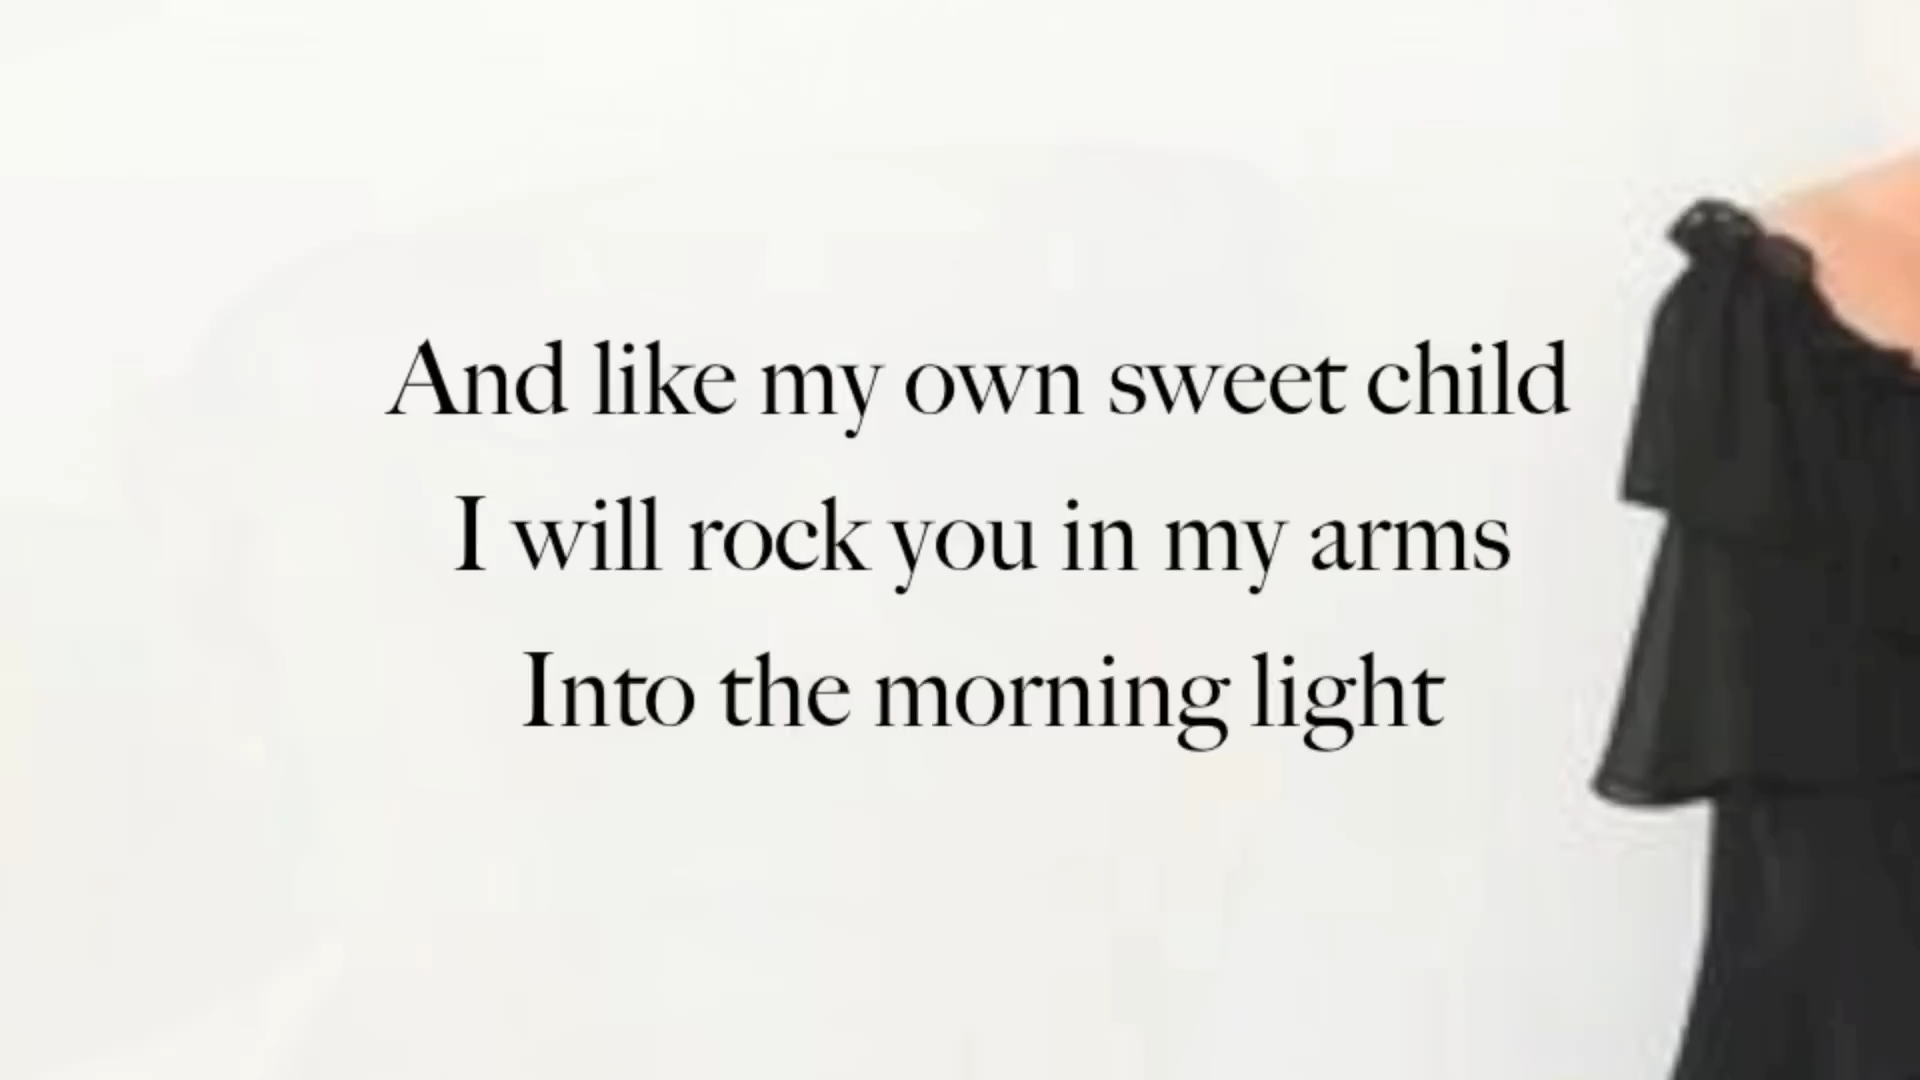 And like my own sweet child
I will rock you in my arms
Into the morning light